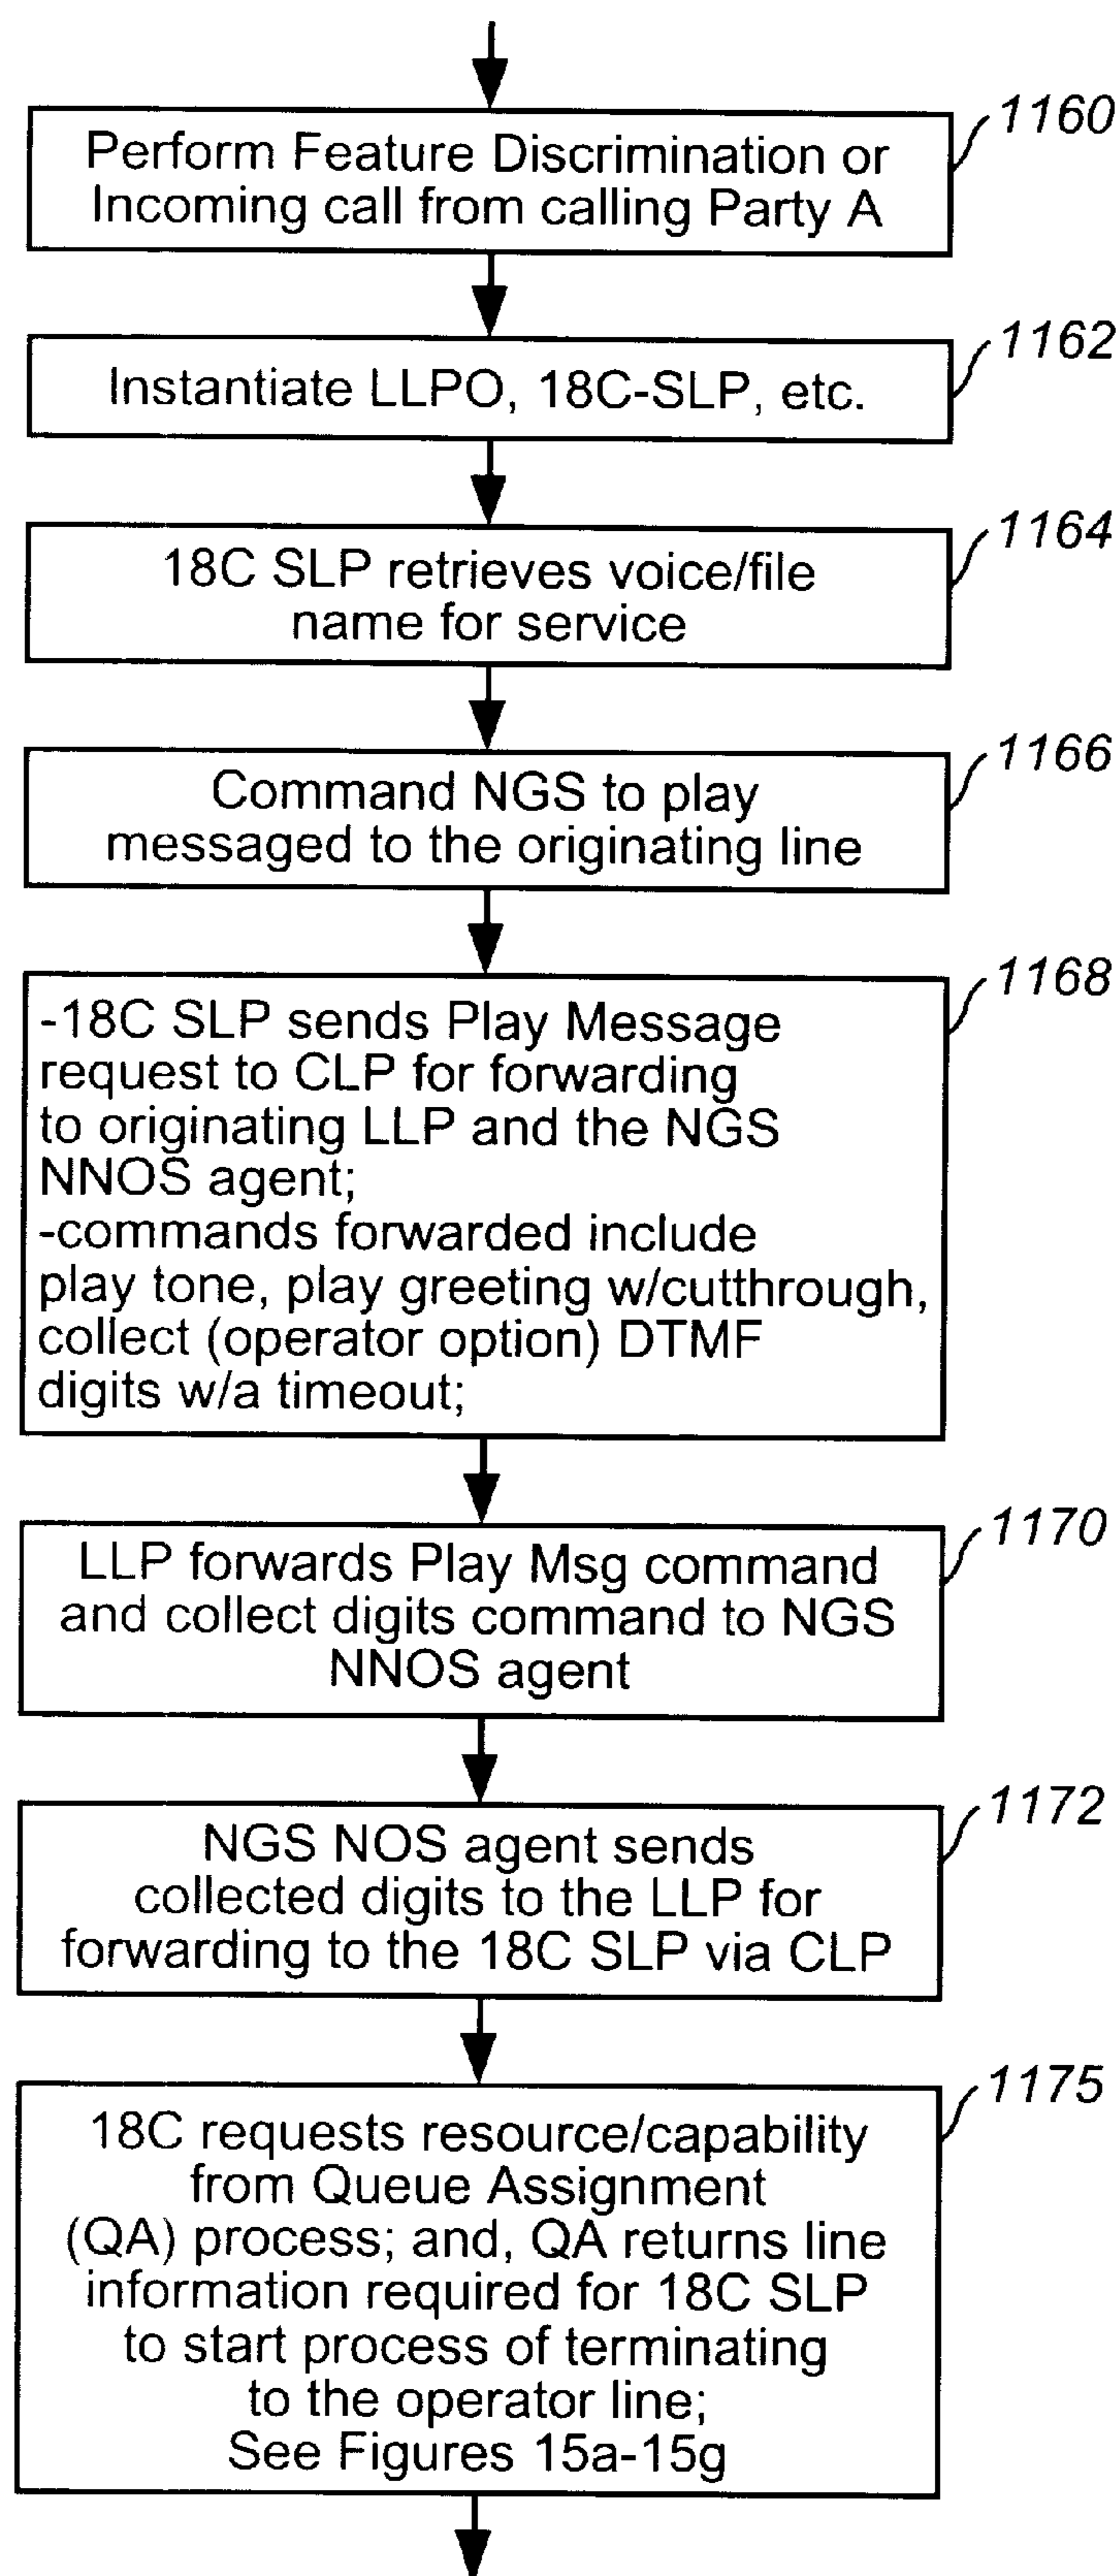 1160
Perform Feature Discrimination or
Incoming call from calling Party A
1162
Instantiate LLPO, 18C-SLP, etc.
1164
18C SLP retrieves voice/file
name for service
1166
Command NGS to play
messaged to the originating line
1168
-18C SLP sends Play Message
request to CLP for forwarding
to originating LLP and the NGS
NNOS agent;
-commands forwarded include
play tone, play greeting w/cutthrough,
collect (operator option) DTMF
digits w/a timeout;
1170
LLP forwards Play Msg command
and collect digits command to NGS
NNOS agent
1172
NGS NOS agent sends
collected digits to the LLP for
forwarding to the 18C SLP via CLP
1175
18C requests resource/capability
from Queue Assignment
(QA) process; and, QA returns line
information required for 18C SLP
to start process of terminating
to the operator line;
See Figures 15a-15g